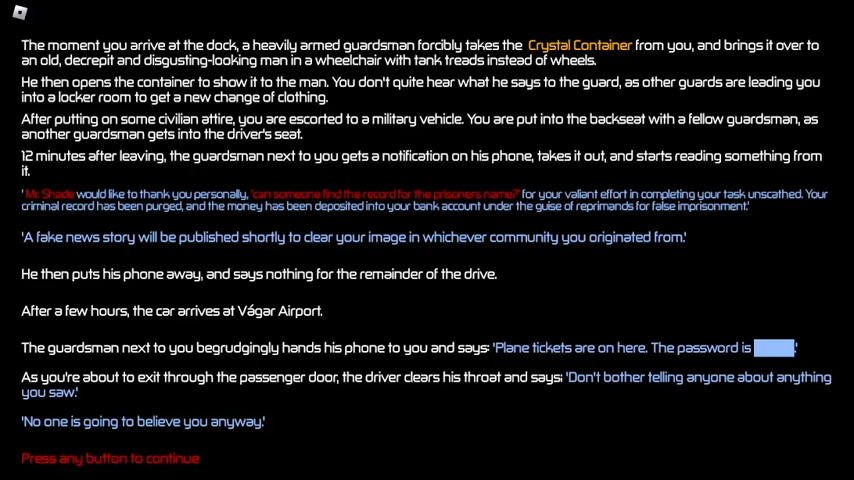 The moment you arrive at the dock, a heavily armed guardsman forcibly takes the Crystal Container from you, and brings it over to
an old, decrepit and disgusting-looking man in a wheelchair with tank treads instead of wheels.
He then opens the container to show it to the man. You don't quite hear what he says to the guard, as other guards are leading you
into a locker room to get a new change of clothing.
After putting on some civilian attire, you are escorted to a military vehicle. You are put into the backseat with a fellow guardsman, as
another guardsman gets into the driver's seat.
12 minutes after leaving, the guardsman next to you gets a notification on his phone, takes it out, and starts reading something from
it.
'Mr. Shade would like to thank you personally, 'can someone find the record for the prisoners name?' for your valiant effort in completing your task unscathed. Your
criminal record has been purged, and the money has been deposited into your bank account under the guise of reprimands for false imprisonment.'
'A fake news story will be published shortly to clear your image in whichever community you originated from.'
He then puts his phone away, and says nothing for the remainder of the drive.
After a few hours, the car arrives at Vágar Airport.
The guardsman next to you begrudgingly hands his phone to you and says: 'Plane tickets are on here. The password is .'
As you're about to exit through the passenger door, the driver clears his throat and says: 'Don't bother telling anyone about anything
you saw.'
'No one is going to believe you anyway.'
Press any button to continue